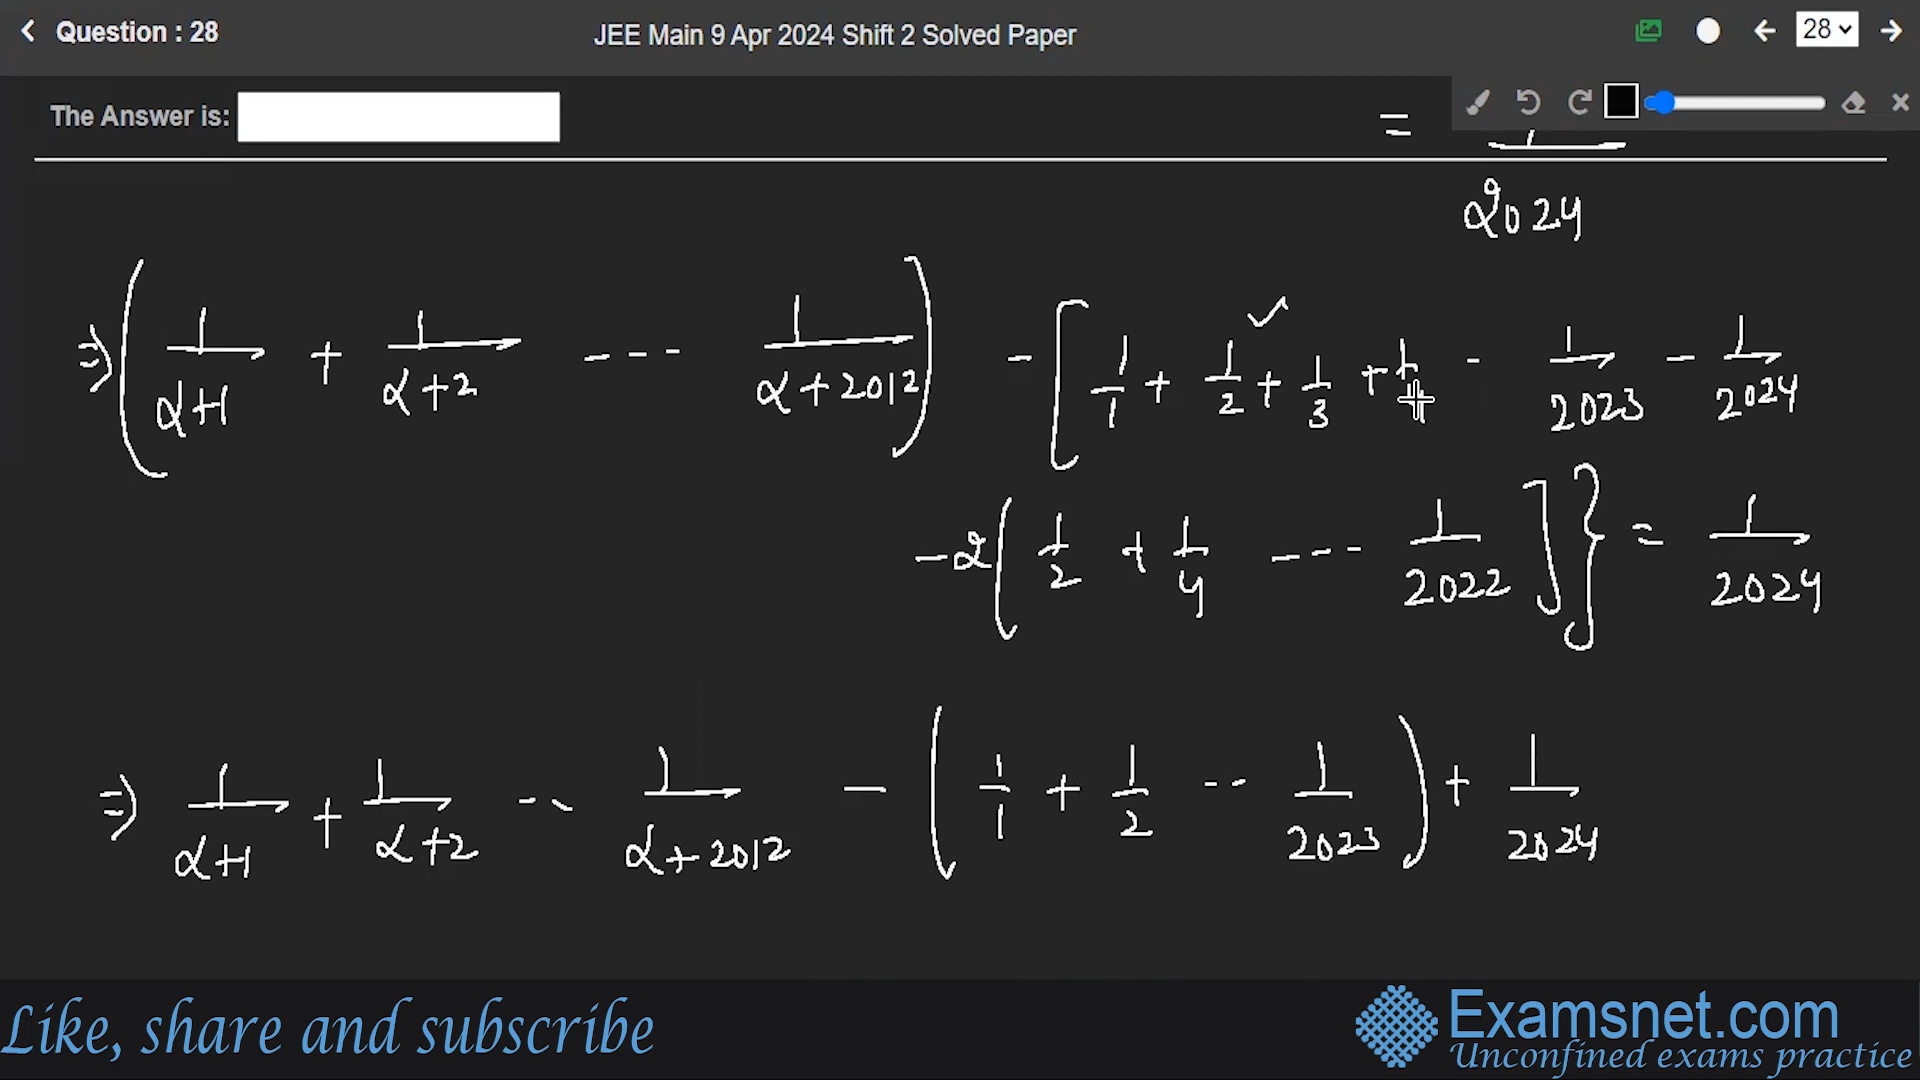 Question : 28
JEE Main 9 Apr 2024 Shift 2 Solved Paper
28
The Answer is:
= 1/2024
⇒ ( 1/(α+1) + 1/(α+2) --- 1/(α+2012) ) - [ 1/1 + 1/2 + 1/3 + 1/4 - 1/2023 - 1/2024
-2( 1/2 + 1/4 --- 1/2022 ] } = 1/2024
⇒ 1/(α+1) + 1/(α+2) -- 1/(α+2012) - ( 1/1 + 1/2 -- 1/2023 ) + 1/2024
Like, share and subscribe
Examsnet.com
Unconfined exams practice